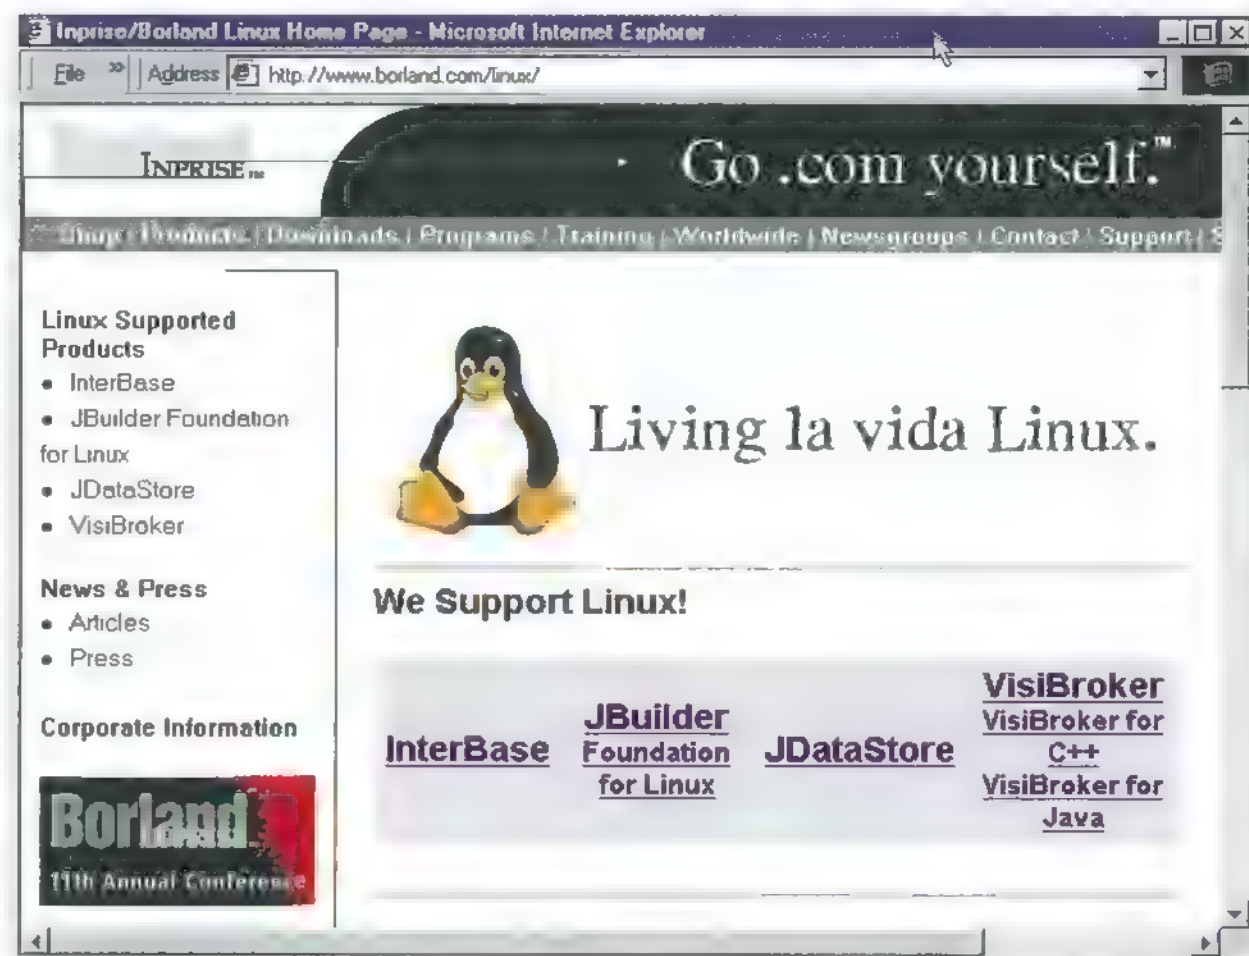 Inprise/Borland Linux Home Page - Microsoft Internet Explorer
File » Address http://www.borland.com/linux/
INPRISE™
Go .com yourself.™
Shop | Products | Downloads | Programs | Training | Worldwide | Newsgroups | Contact | Support | S
Linux Supported
Products
• InterBase
• JBuilder Foundation
for Linux
• JDataStore
• VisiBroker
News & Press
• Articles
• Press
Corporate Information
Borland
11th Annual Conference
Living la vida Linux.
We Support Linux!
InterBase
JBuilder
Foundation
for Linux
JDataStore
VisiBroker
VisiBroker for
C++
VisiBroker for
Java